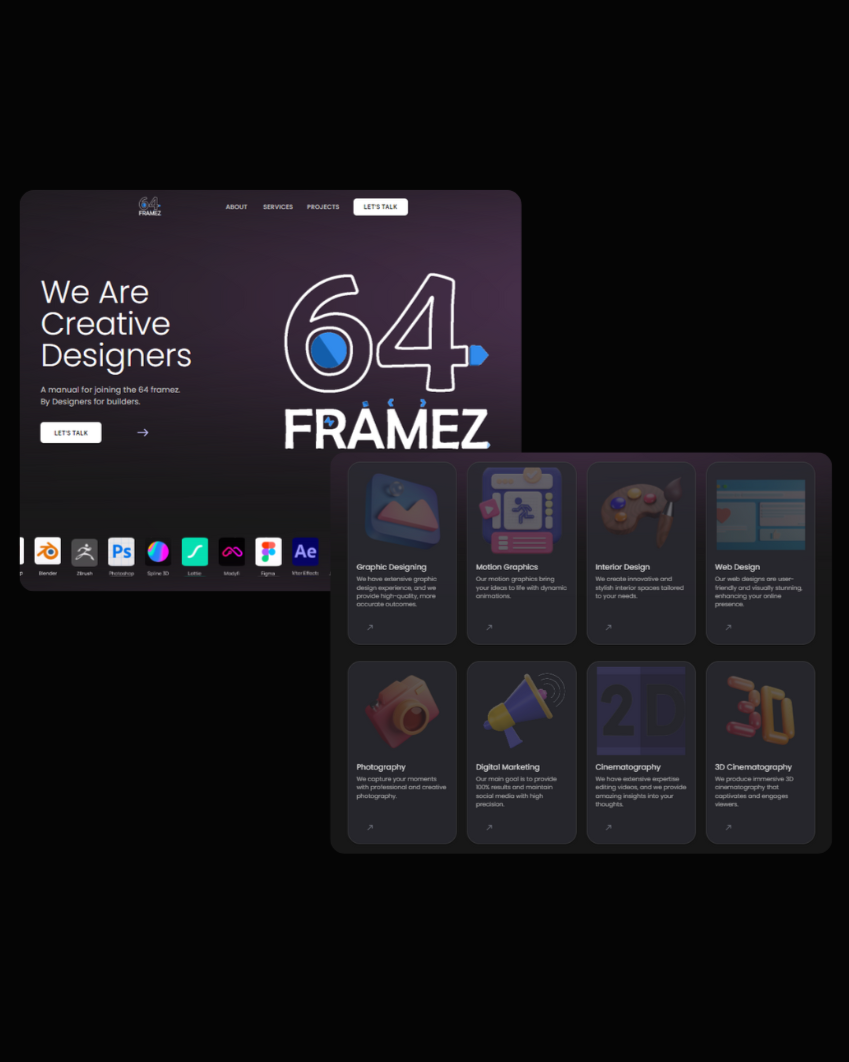 64
FRAMEZ
ABOUT SERVICES PROJECTS LET'S TALK
We Are
Creative
Designers
A manual for joining the 64 framez.
By Designers for builders.
LET'S TALK
64
FRAMEZ
Ps
Ae
Blender ZBrush Photoshop Spine 3D Lottie Figma After Effects
Graphic Designing
We have extensive graphic
design experience, and we
provide high-quality, more
accurate outcomes.
Motion Graphics
Our motion graphics bring
your ideas to life with dynamic
animations.
Interior Design
We create innovative and
stylish interior spaces tailored
to your needs.
Web Design
Our web designs are user-
friendly and visually stunning,
enhancing your online
presence.
3D
2D
Photography
We capture your moments
with professional and creative
photography.
Digital Marketing
Our main goal is to provide
100% results and maintain
social media with high
precision.
Cinematography
We have extensive expertise
editing videos, and we provide
amazing insights into your
thoughts.
3D Cinematography
We produce immersive 3D
cinematography that
captivates and engages
viewers.